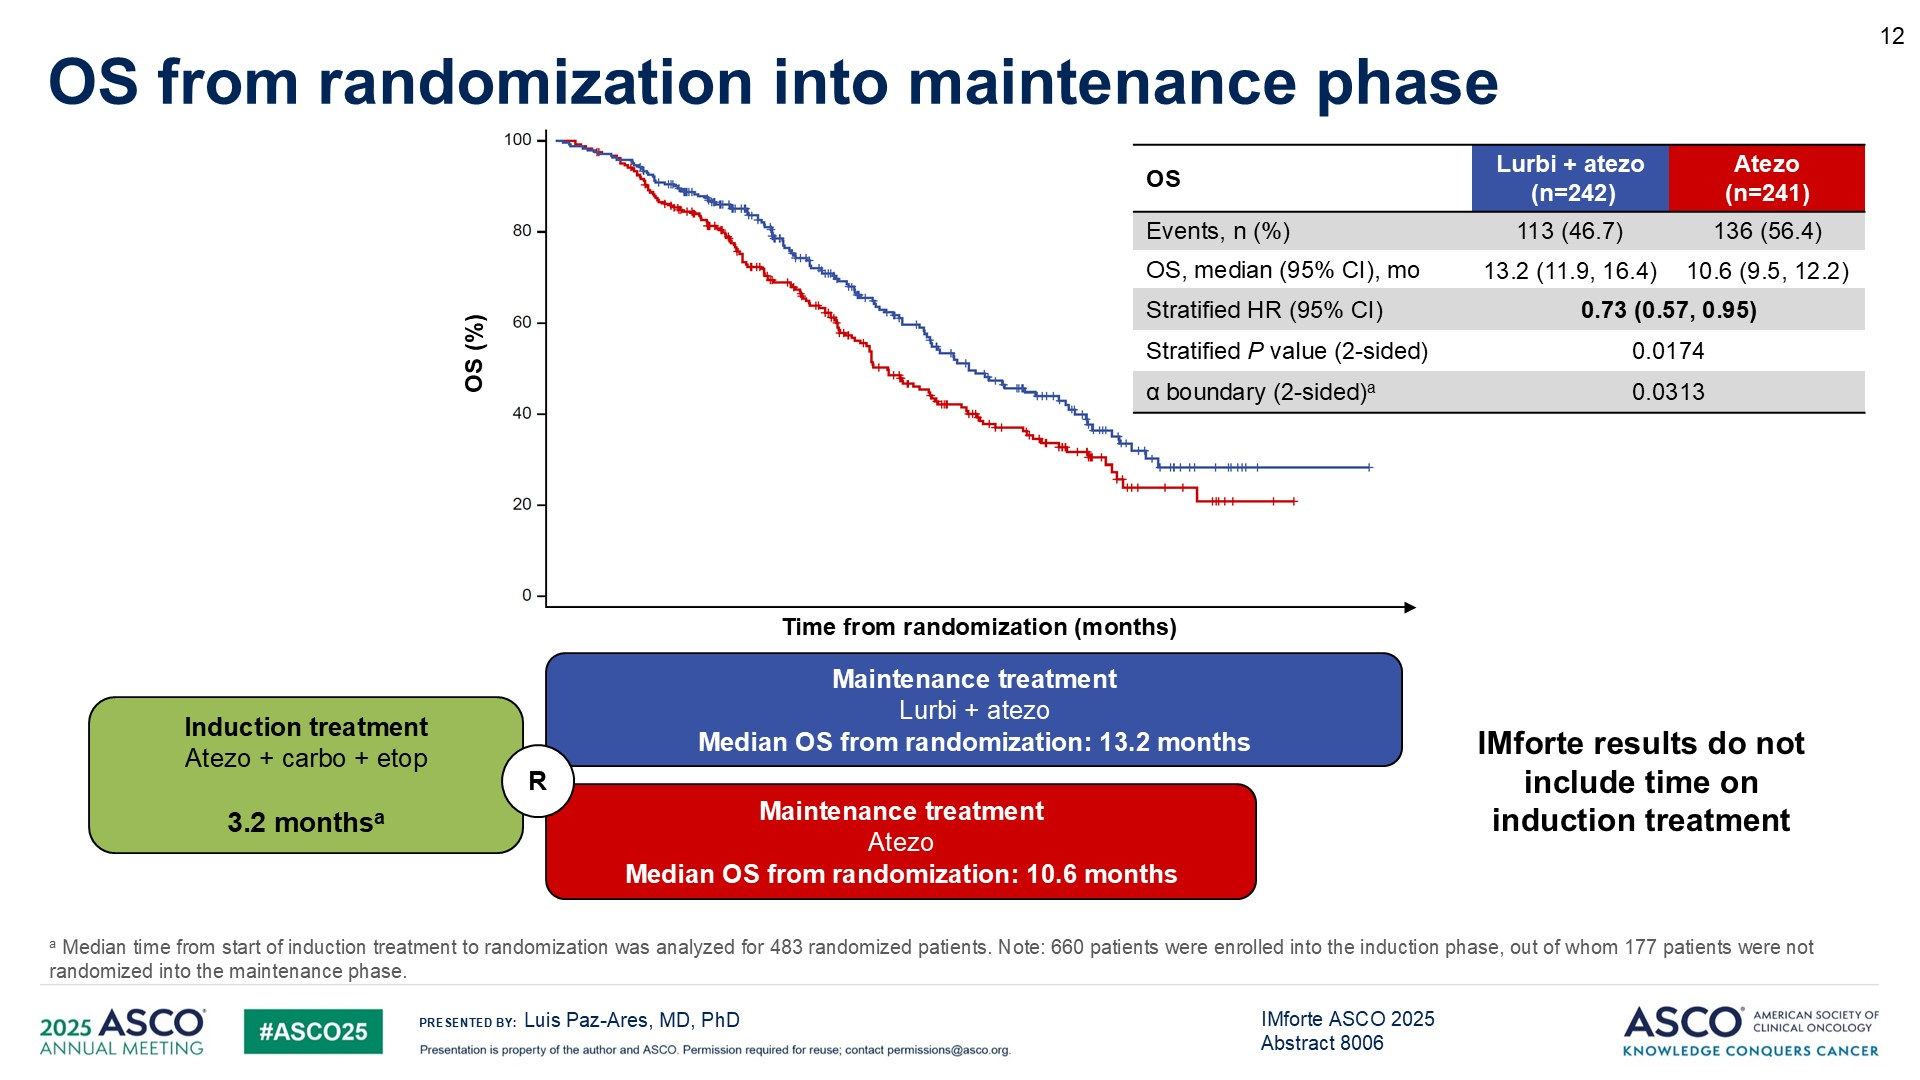 12
OS from randomization into maintenance phase
100
80
60
40
20
0
OS (%)
Time from randomization (months)
OS
Lurbi + atezo
(n=242)
Atezo
(n=241)
Events, n (%) 113 (46.7) 136 (56.4)
OS, median (95% CI), mo 13.2 (11.9, 16.4) 10.6 (9.5, 12.2)
Stratified HR (95% CI) 0.73 (0.57, 0.95)
Stratified P value (2-sided) 0.0174
α boundary (2-sided)ᵃ 0.0313
Induction treatment
Atezo + carbo + etop
3.2 monthsᵃ
R
Maintenance treatment
Lurbi + atezo
Median OS from randomization: 13.2 months
Maintenance treatment
Atezo
Median OS from randomization: 10.6 months
IMforte results do not
include time on
induction treatment
ᵃ Median time from start of induction treatment to randomization was analyzed for 483 randomized patients. Note: 660 patients were enrolled into the induction phase, out of whom 177 patients were not
randomized into the maintenance phase.
2025 ASCO®
ANNUAL MEETING
#ASCO25
PRESENTED BY: Luis Paz-Ares, MD, PhD
Presentation is property of the author and ASCO. Permission required for reuse; contact permissions@asco.org.
IMforte ASCO 2025
Abstract 8006
ASCO® AMERICAN SOCIETY OF
CLINICAL ONCOLOGY
KNOWLEDGE CONQUERS CANCER